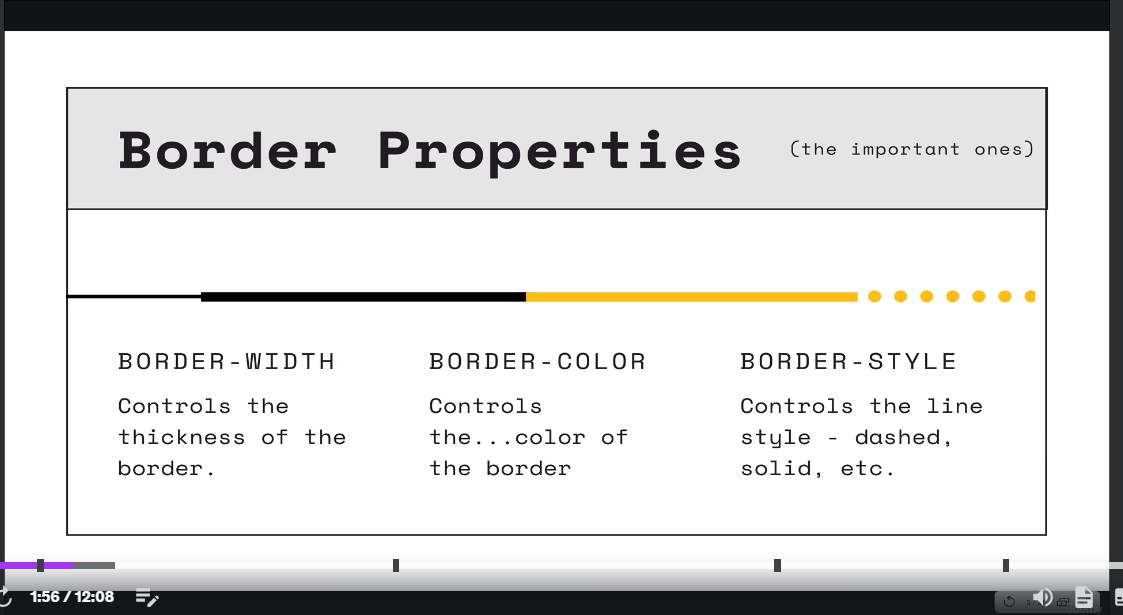 Border Properties (the important ones)
BORDER-WIDTH
Controls the
thickness of the
border.
BORDER-COLOR
Controls
the...color of
the border
BORDER-STYLE
Controls the line
style - dashed,
solid, etc.
1:56 / 12:08